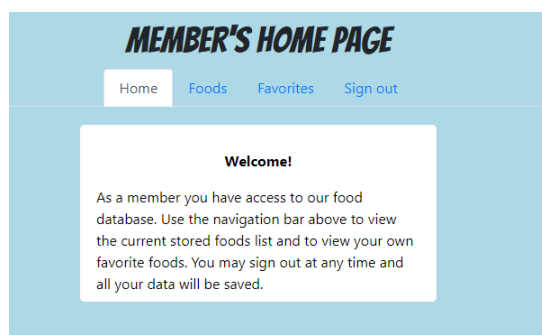 MEMBER'S HOME PAGE
Home Foods Favorites Sign out
Welcome!
As a member you have access to our food
database. Use the navigation bar above to view
the current stored foods list and to view your own
favorite foods. You may sign out at any time and
all your data will be saved.